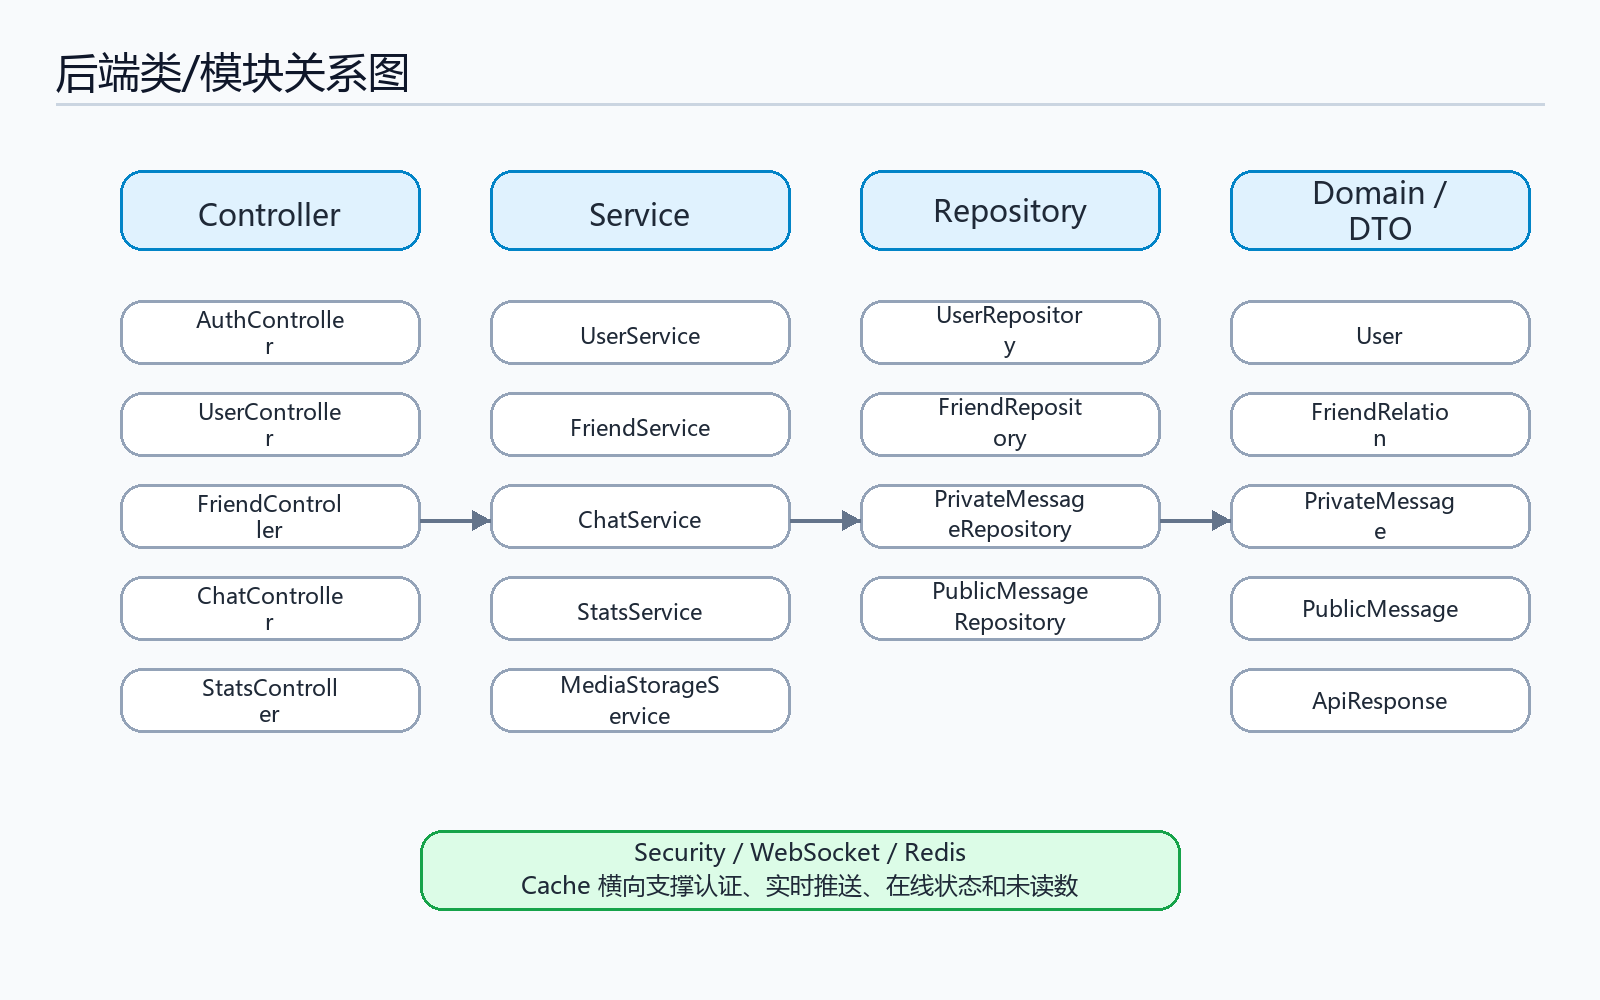 后端类/模块关系图
Controller
Service
Repository
Domain /
DTO
AuthControlle
r
UserService
UserRepositor
y
User
UserControlle
r
FriendService
FriendReposit
ory
FriendRelatio
n
FriendControl
ler
ChatService
PrivateMessag
eRepository
PrivateMessag
e
ChatControlle
r
StatsService
PublicMessage
Repository
PublicMessage
StatsControll
er
MediaStorageS
ervice
ApiResponse
Security / WebSocket / Redis
Cache 横向支撑认证、实时推送、在线状态和未读数